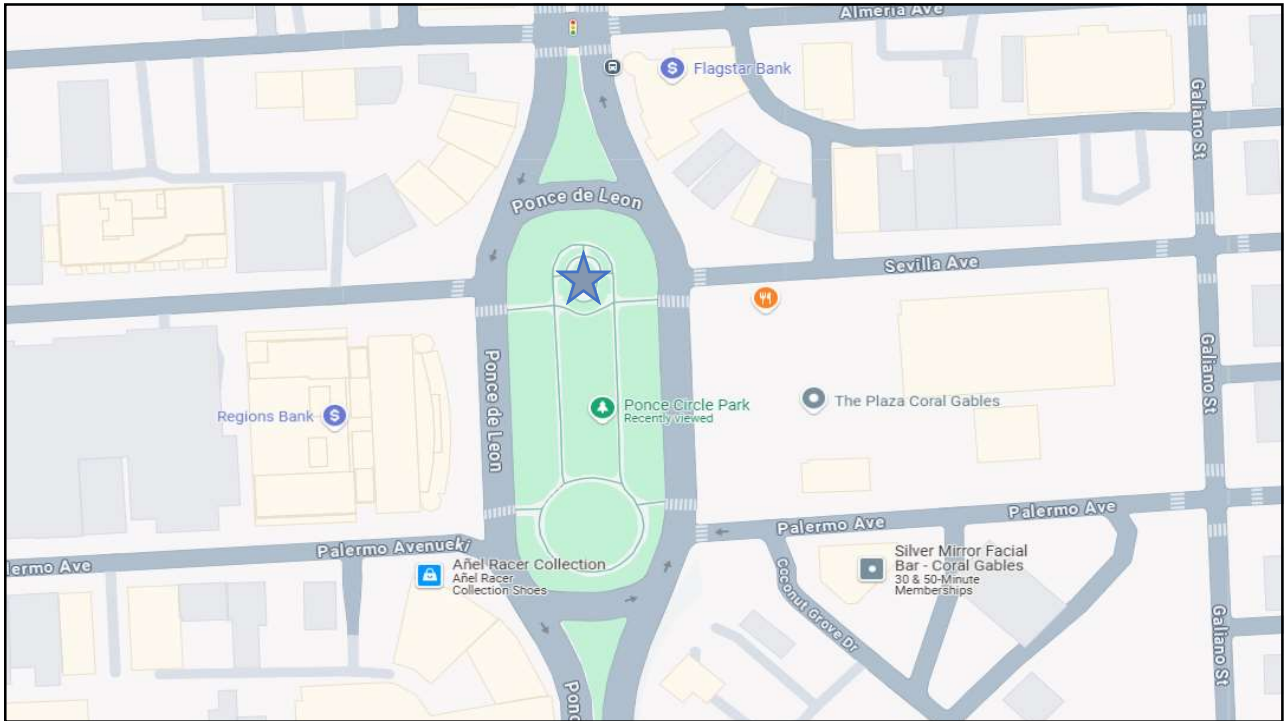 Almeria Ave
Flagstar Bank
Galiano St
Ponce de Leon
Sevilla Ave
Ponce de Leon
Galiano St
Ponce Circle Park
Recently viewed
The Plaza Coral Gables
Regions Bank
Palermo Ave
Palermo Ave
Palermo Avenueki
lermo Ave
Añel Racer Collection
Añel Racer
Collection Shoes
Silver Mirror Facial
Bar - Coral Gables
30 & 50-Minute
Memberships
Coconut Grove Dr
Galiano St
Ponc